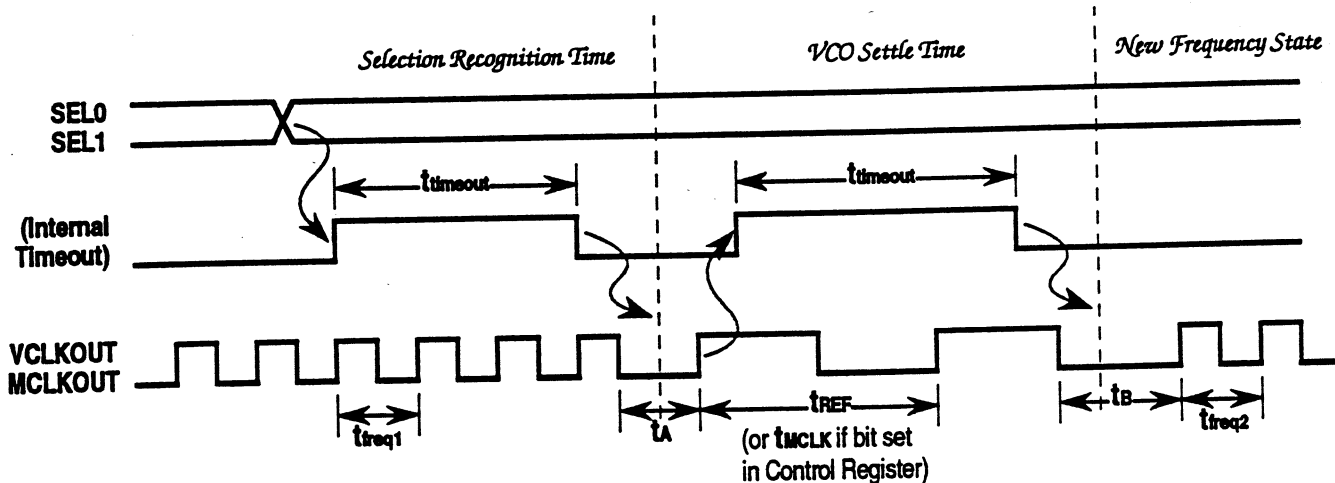 Selection Recognition Time
VCO Settle Time
New Frequency State
SEL0
SEL1
ttimeout
ttimeout
(Internal
Timeout)
VCLKOUT
MCLKOUT
tfreq1
tA
tREF
(or tMCLK if bit set
in Control Register)
tB
tfreq2